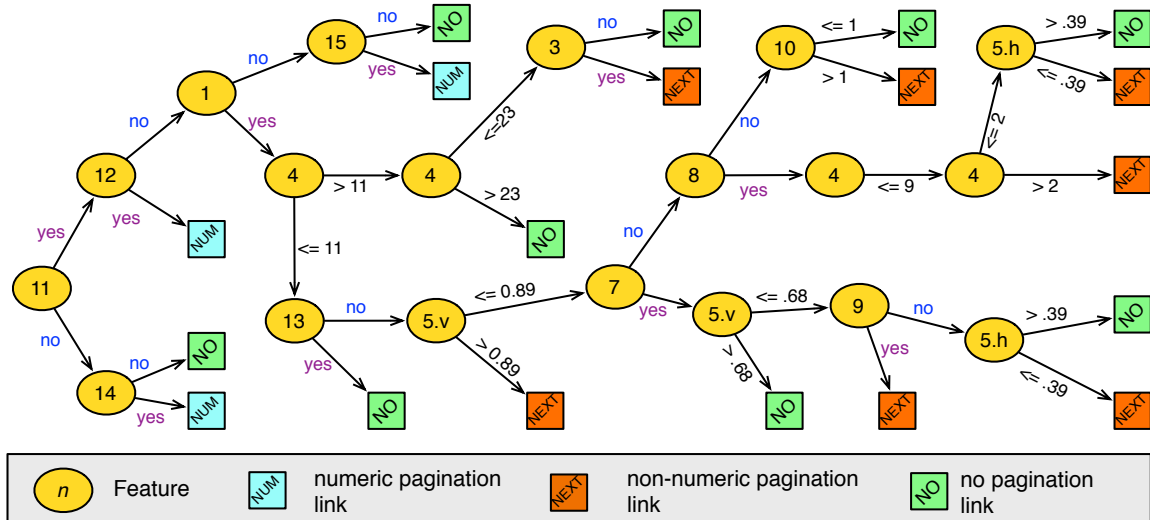 no
NO
15
no
yes
NUM
1
no
yes
12
yes
yes
NUM
11
no
14
no
NO
yes
NUM
4
> 11
4
<=23
3
no
NO
yes
NEXT
> 23
NO
<= 11
13
no
yes
NO
5.v
<= 0.89
> 0.89
NEXT
7
no
yes
8
no
yes
10
<= 1
NO
> 1
NEXT
4
<= 9
4
<= 2
> 2
NEXT
5.h
> .39
NO
<= .39
NEXT
5.v
<= .68
> .68
NO
9
no
yes
NEXT
5.h
> .39
NO
<= .39
NEXT
n
Feature
NUM
numeric pagination
link
NEXT
non-numeric pagination
link
NO
no pagination
link